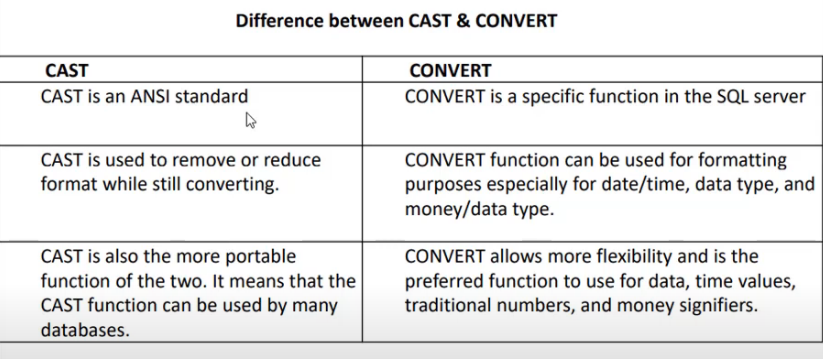 Difference between CAST & CONVERT
CAST
CONVERT
CAST is an ANSI standard
CONVERT is a specific function in the SQL server
CAST is used to remove or reduce
format while still converting.
CONVERT function can be used for formatting
purposes especially for date/time, data type, and
money/data type.
CAST is also the more portable
function of the two. It means that the
CAST function can be used by many
databases.
CONVERT allows more flexibility and is the
preferred function to use for data, time values,
traditional numbers, and money signifiers.